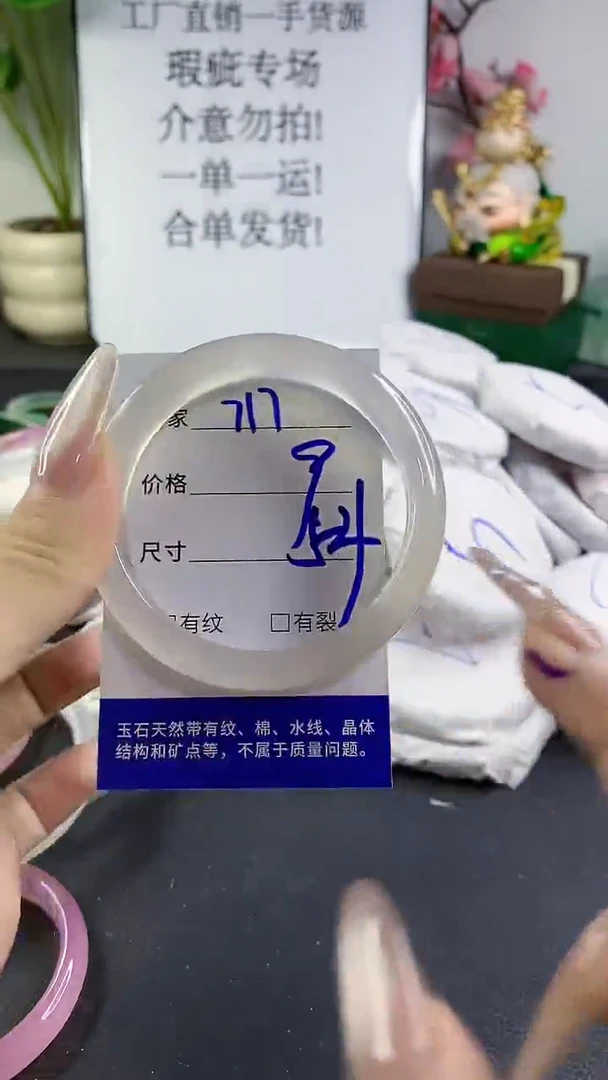 工厂直销一手货源
瑕疵专场
介意勿拍!
一单一运!
合单发货!
家 717
价格
尺寸 54
有纹 □有裂
玉石天然带有纹、棉、水线、晶体
结构和矿点等，不属于质量问题。